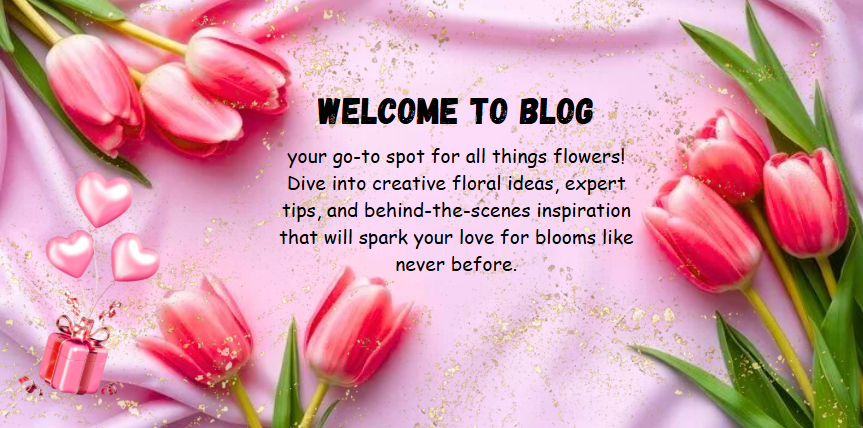 WELCOME TO BLOG
your go-to spot for all things flowers!
Dive into creative floral ideas, expert
tips, and behind-the-scenes inspiration
that will spark your love for blooms like
never before.